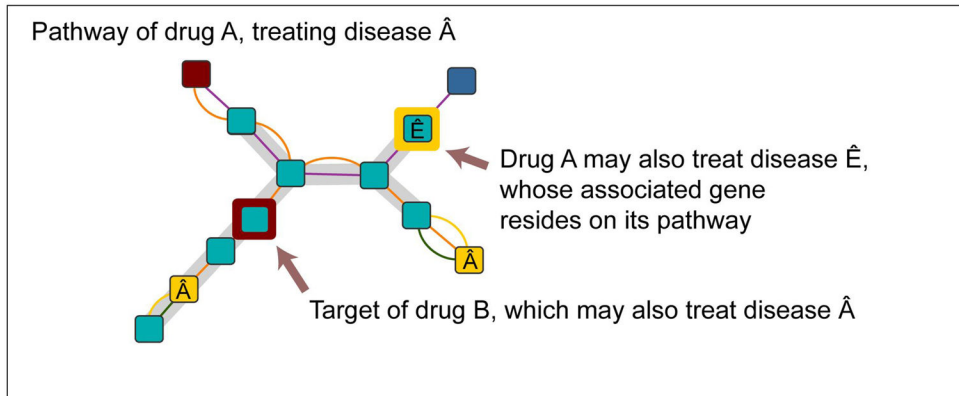 Pathway of drug A, treating disease Â
Ê
Drug A may also treat disease Ê,
whose associated gene
resides on its pathway
Â
Â
Target of drug B, which may also treat disease Â